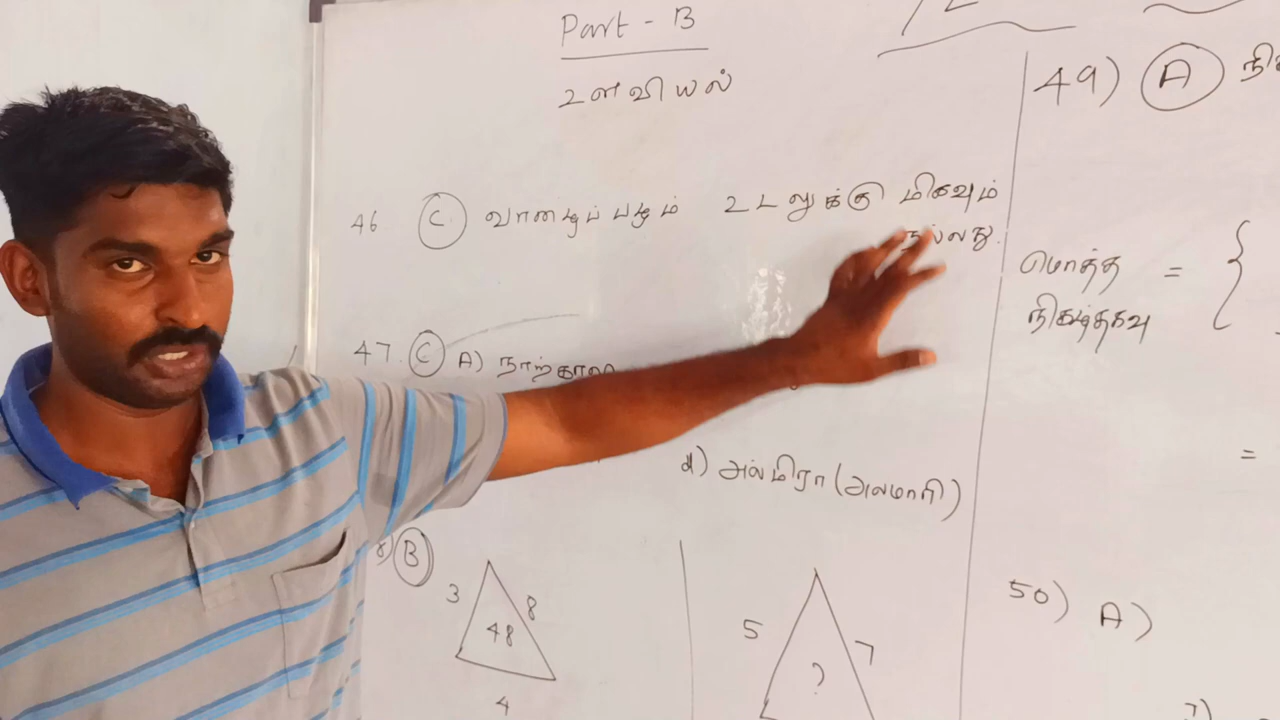 Part - B
உளவியல்
46. C. வாழைப்பழம் உடலுக்கு மிகவும்
நல்லது.
47. C A) நாற்காலி
d) அல்மிரா (அலமாரி)
B
3
8
48
4
5
7
?
49) A
மொத்த =
நிகழ்தகவு
=
50) A)